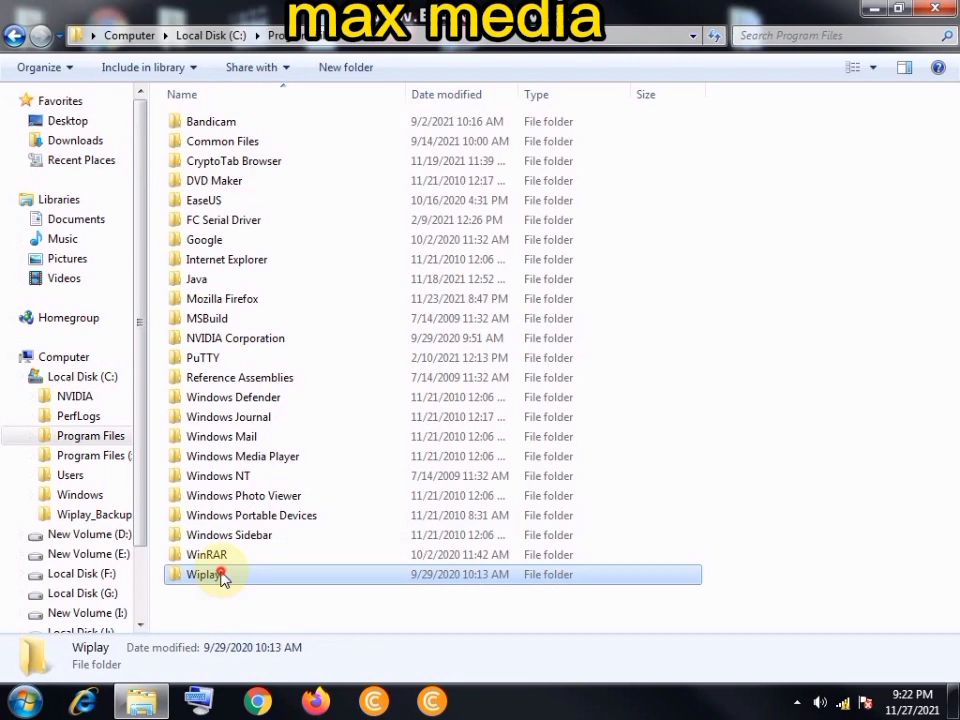 max media
Computer Local Disk (C:)
Search Program Files
Organize Include in library Share with New folder
Name Date modified Type Size
Favorites
Desktop
Downloads
Recent Places
Libraries
Documents
Music
Pictures
Videos
Homegroup
Computer
Local Disk (C:)
NVIDIA
PerfLogs
Program Files
Program Files (
Users
Windows
Wiplay_Backup
New Volume (D:)
New Volume (E:)
Local Disk (F:)
Local Disk (G:)
New Volume (I:)
Bandicam 9/2/2021 10:16 AM File folder
Common Files 9/14/2021 10:00 AM File folder
CryptoTab Browser 11/19/2021 11:39 ... File folder
DVD Maker 11/21/2010 12:17 ... File folder
EaseUS 10/16/2020 4:31 PM File folder
FC Serial Driver 2/9/2021 12:26 PM File folder
Google 10/2/2020 11:32 AM File folder
Internet Explorer 11/21/2010 12:06 ... File folder
Java 11/18/2021 12:52 ... File folder
Mozilla Firefox 11/23/2021 8:47 PM File folder
MSBuild 7/14/2009 11:32 AM File folder
NVIDIA Corporation 9/29/2020 9:51 AM File folder
PuTTY 2/10/2021 12:13 PM File folder
Reference Assemblies 7/14/2009 11:32 AM File folder
Windows Defender 11/21/2010 12:06 ... File folder
Windows Journal 11/21/2010 12:17 ... File folder
Windows Mail 11/21/2010 12:06 ... File folder
Windows Media Player 11/21/2010 12:06 ... File folder
Windows NT 7/14/2009 11:32 AM File folder
Windows Photo Viewer 11/21/2010 12:06 ... File folder
Windows Portable Devices 11/21/2010 8:31 AM File folder
Windows Sidebar 11/21/2010 12:06 ... File folder
WinRAR 10/2/2020 11:42 AM File folder
Wiplay 9/29/2020 10:13 AM File folder
Wiplay Date modified: 9/29/2020 10:13 AM
File folder
9:22 PM
11/27/2021